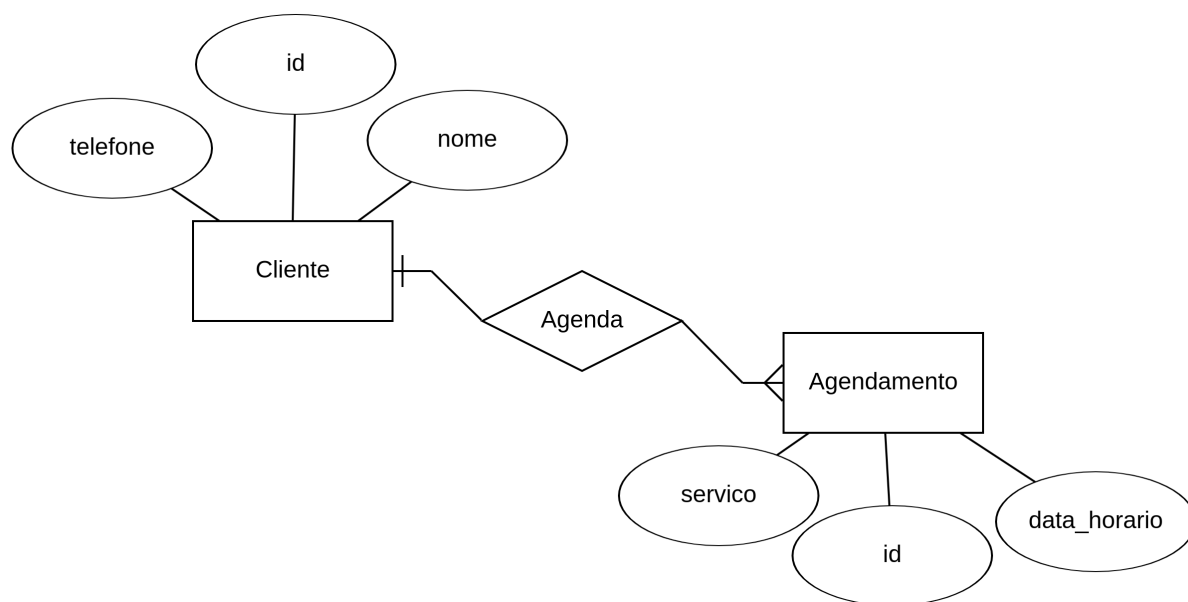 id
telefone
nome
Cliente
Agenda
Agendamento
servico
id
data_horario